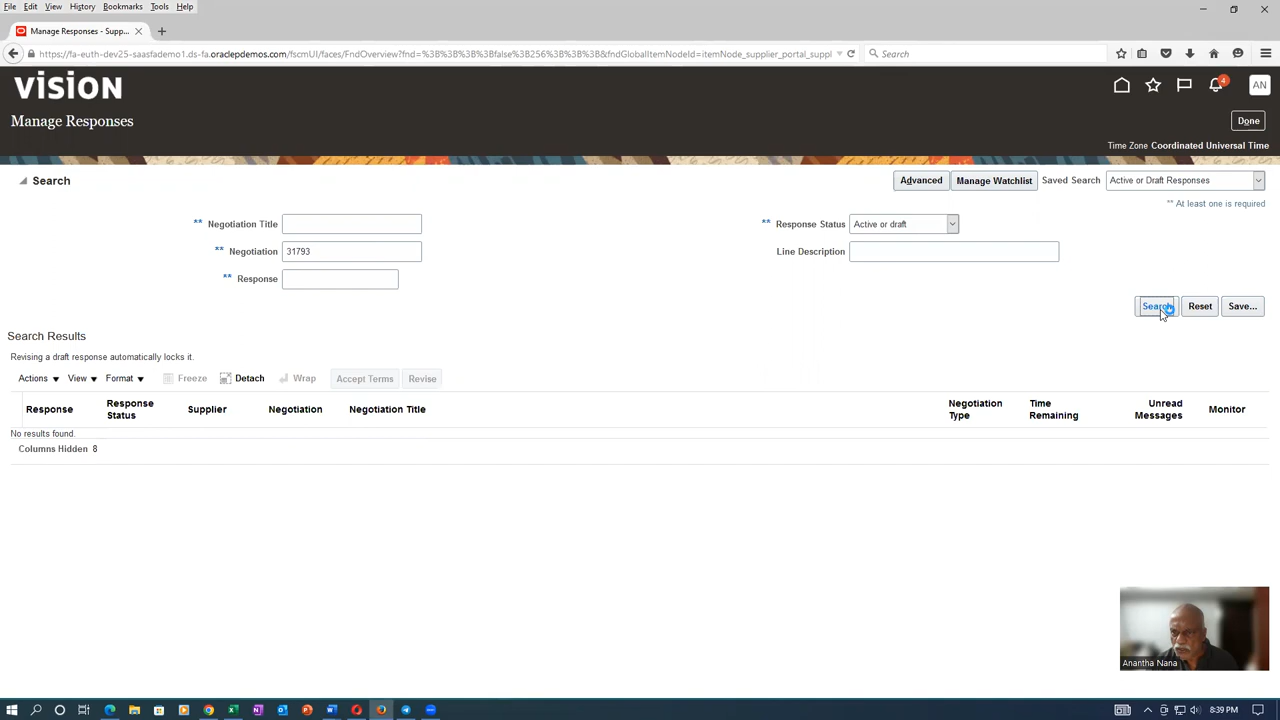 File Edit View History Bookmarks Tools Help
Manage Responses - Supp...
https://fa-euth-dev25-saasfademo1.ds-fa.oraclepdemos.com/fscmUI/faces/FndOverview?fnd=%3B%3B%3B%3Bfalse%3B256%3B%3B%3B&fndGlobalItemNodeId=itemNode_supplier_portal_suppl
Search
vision
4
AN
Manage Responses
Done
Time Zone Coordinated Universal Time
Search
Advanced
Manage Watchlist
Saved Search
Active or Draft Responses
** At least one is required
** Negotiation Title
** Response Status
Active or draft
** Negotiation
31793
Line Description
** Response
Search
Reset
Save...
Search Results
Revising a draft response automatically locks it.
Actions View Format Freeze Detach Wrap Accept Terms Revise
Response
Response Status
Supplier
Negotiation
Negotiation Title
Negotiation Type
Time Remaining
Unread Messages
Monitor
No results found.
Columns Hidden 8
Anantha Nana
8:39 PM